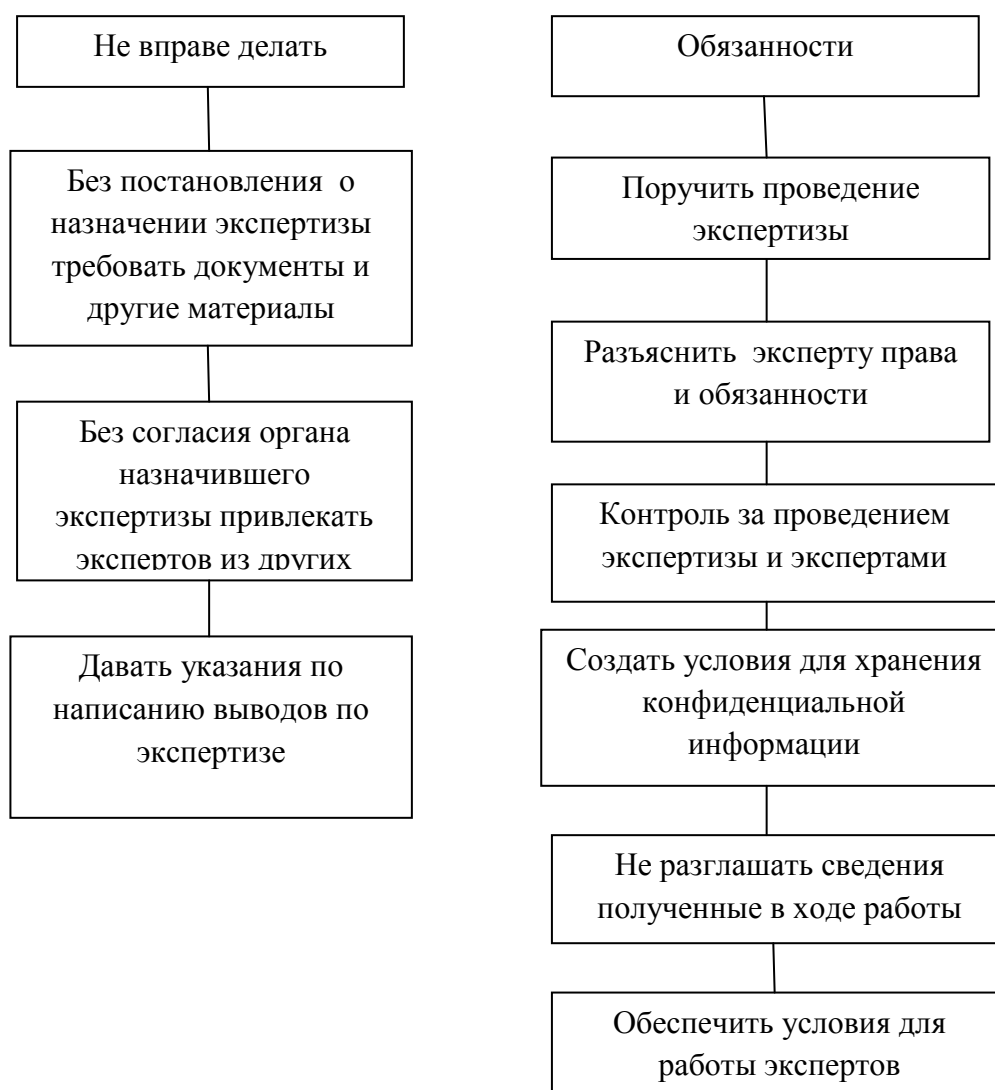 Не вправе делать
Без постановления о
назначении экспертизы
требовать документы и
другие материалы
Без согласия органа
назначившего
экспертизы привлекать
экспертов из других
Давать указания по
написанию выводов по
экспертизе
Обязанности
Поручить проведение
экспертизы
Разъяснить эксперту права
и обязанности
Контроль за проведением
экспертизы и экспертами
Создать условия для хранения
конфиденциальной
информации
Не разглашать сведения
полученные в ходе работы
Обеспечить условия для
работы экспертов